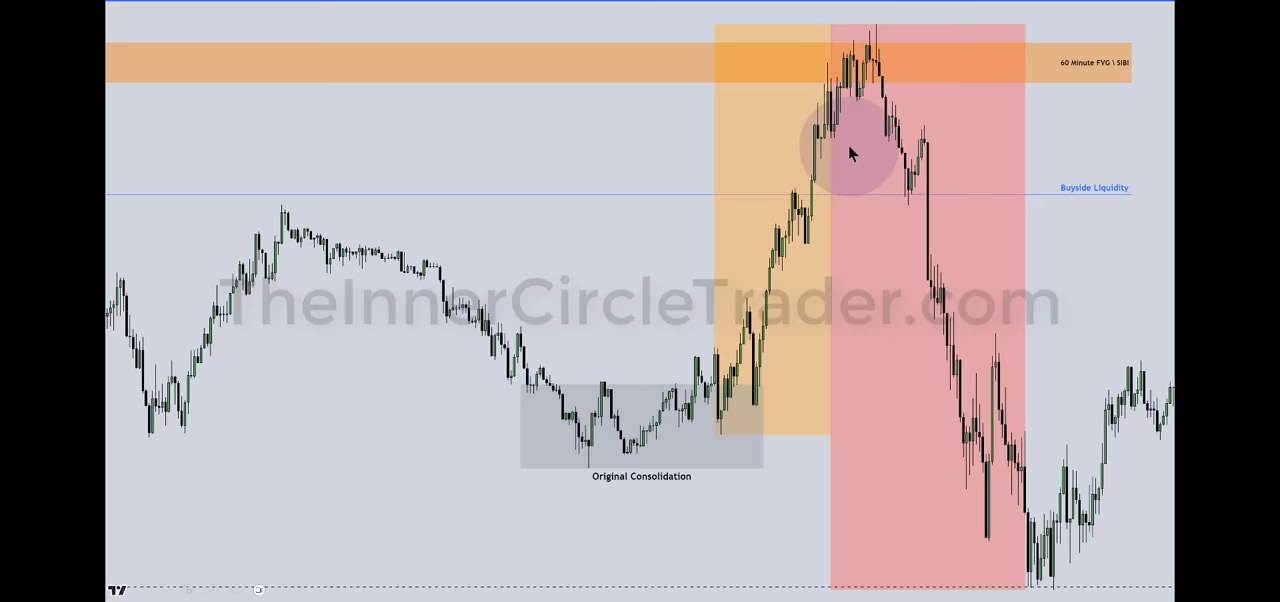 60 Minute FVG \ SIBI
Buyside Liquidity
TheInnerCircleTrader.com
Original Consolidation